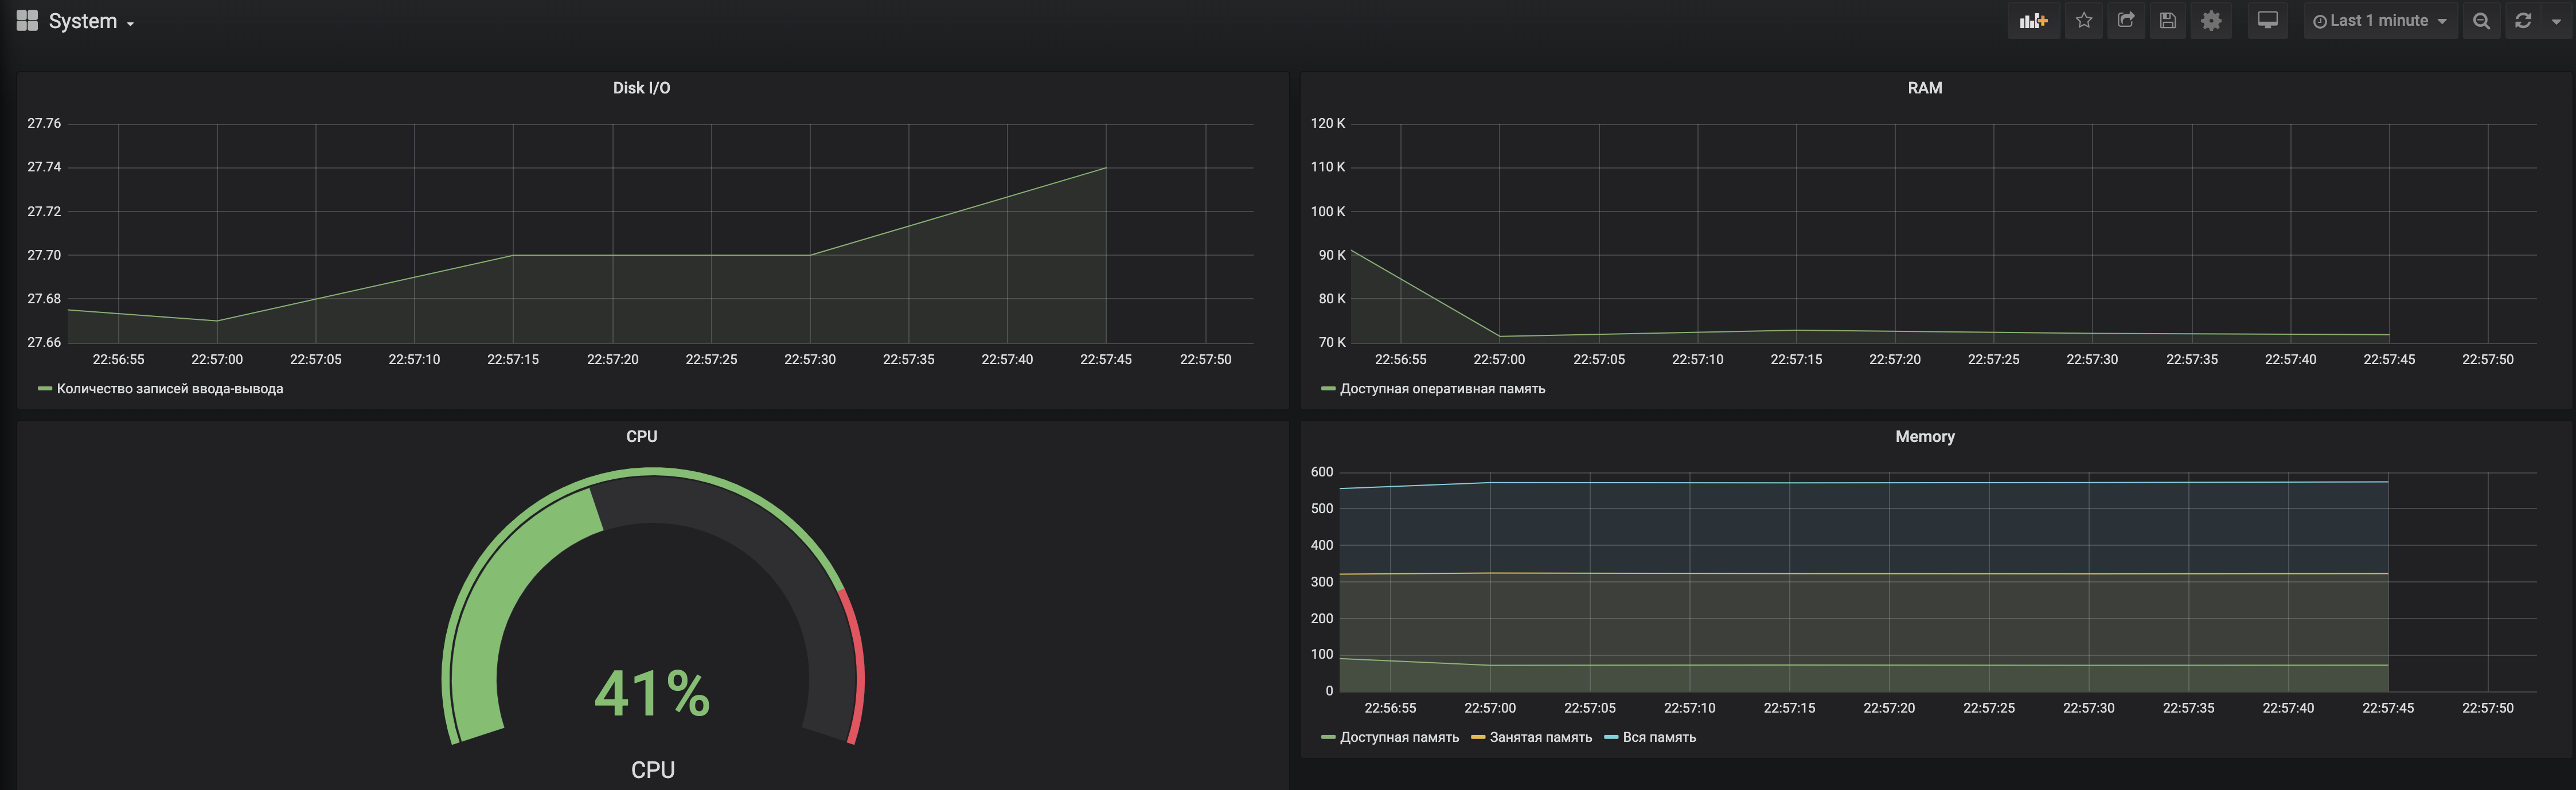 System
Last 1 minute
Disk I/O
27.76
27.74
27.72
27.70
27.68
27.66
22:56:55 22:57:00 22:57:05 22:57:10 22:57:15 22:57:20 22:57:25 22:57:30 22:57:35 22:57:40 22:57:45 22:57:50
Количество записей ввода-вывода
RAM
120 K
110 K
100 K
90 K
80 K
70 K
22:56:55 22:57:00 22:57:05 22:57:10 22:57:15 22:57:20 22:57:25 22:57:30 22:57:35 22:57:40 22:57:45 22:57:50
Доступная оперативная память
CPU
41%
CPU
Memory
600
500
400
300
200
100
0
22:56:55 22:57:00 22:57:05 22:57:10 22:57:15 22:57:20 22:57:25 22:57:30 22:57:35 22:57:40 22:57:45 22:57:50
Доступная память Занятая память Вся память